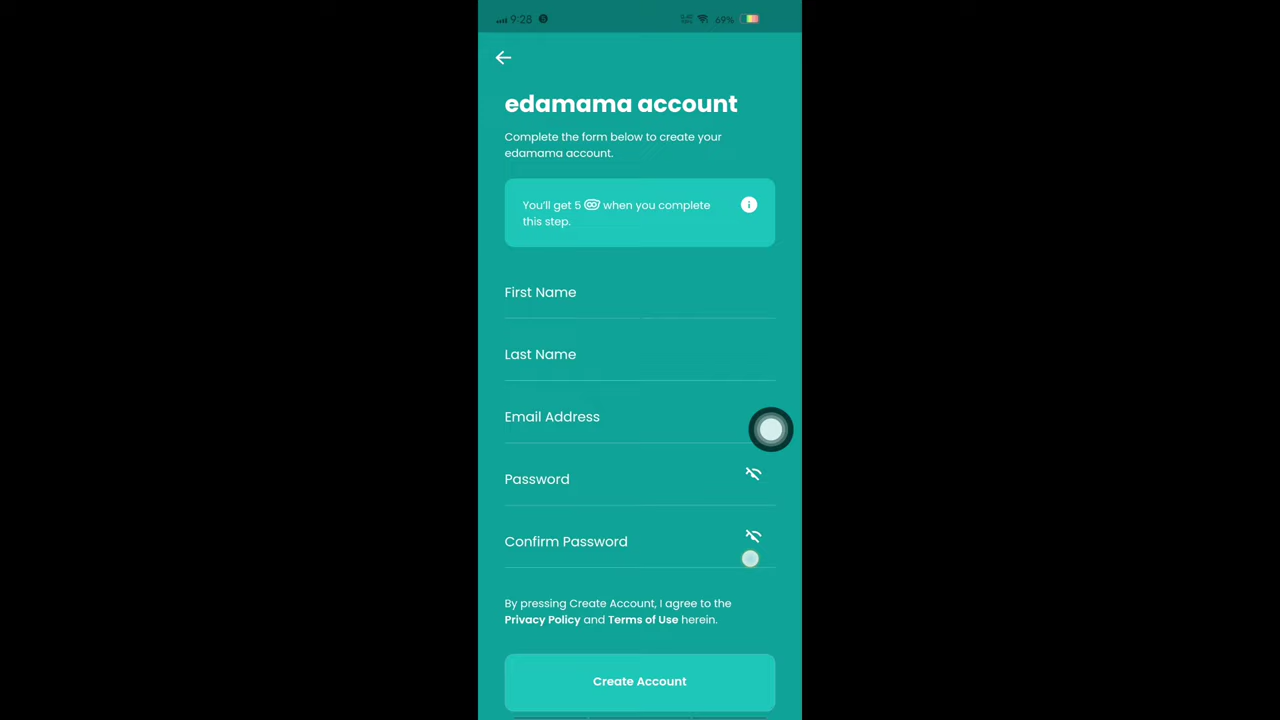 9:28
69%
edamama account
Complete the form below to create your
edamama account.
You'll get 5 when you complete
this step.
First Name
Last Name
Email Address
Password
Confirm Password
By pressing Create Account, I agree to the
Privacy Policy and Terms of Use herein.
Create Account